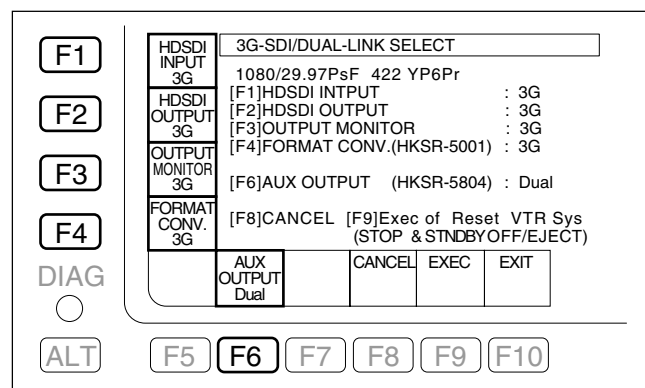 F1
F2
F3
F4
DIAG
ALT
HDSDI
INPUT
3G
HDSDI
OUTPUT
3G
OUTPUT
MONITOR
3G
FORMAT
CONV.
3G
3G-SDI/DUAL-LINK SELECT
1080/29.97PsF 422 YP6Pr
[F1]HDSDI INTPUT : 3G
[F2]HDSDI OUTPUT : 3G
[F3]OUTPUT MONITOR : 3G
[F4]FORMAT CONV.(HKSR-5001) : 3G
[F6]AUX OUTPUT (HKSR-5804) : Dual
[F8]CANCEL [F9]Exec of Reset VTR Sys
(STOP & STNDBYOFF/EJECT)
AUX
OUTPUT
Dual
CANCEL
EXEC
EXIT
F5
F6
F7
F8
F9
F10